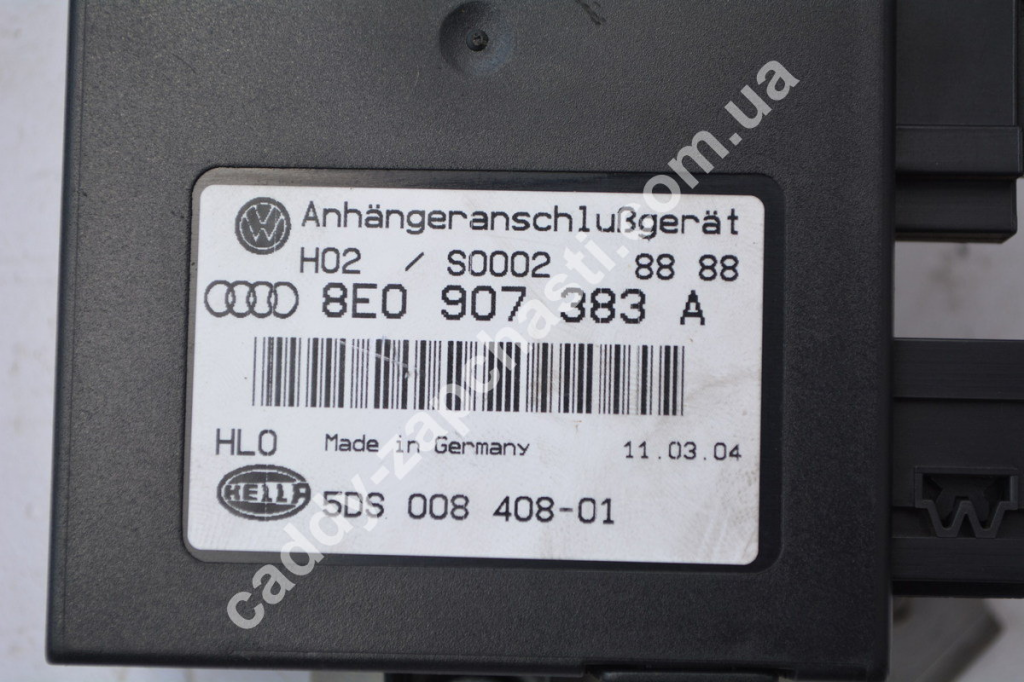 Anhängeranschlußgerät
H02 / S0002 88 88
8E0 907 383 A
HLO Made in Germany 11.03.04
HELLA 5DS 008 408-01
caddy-zapchasti.com.ua